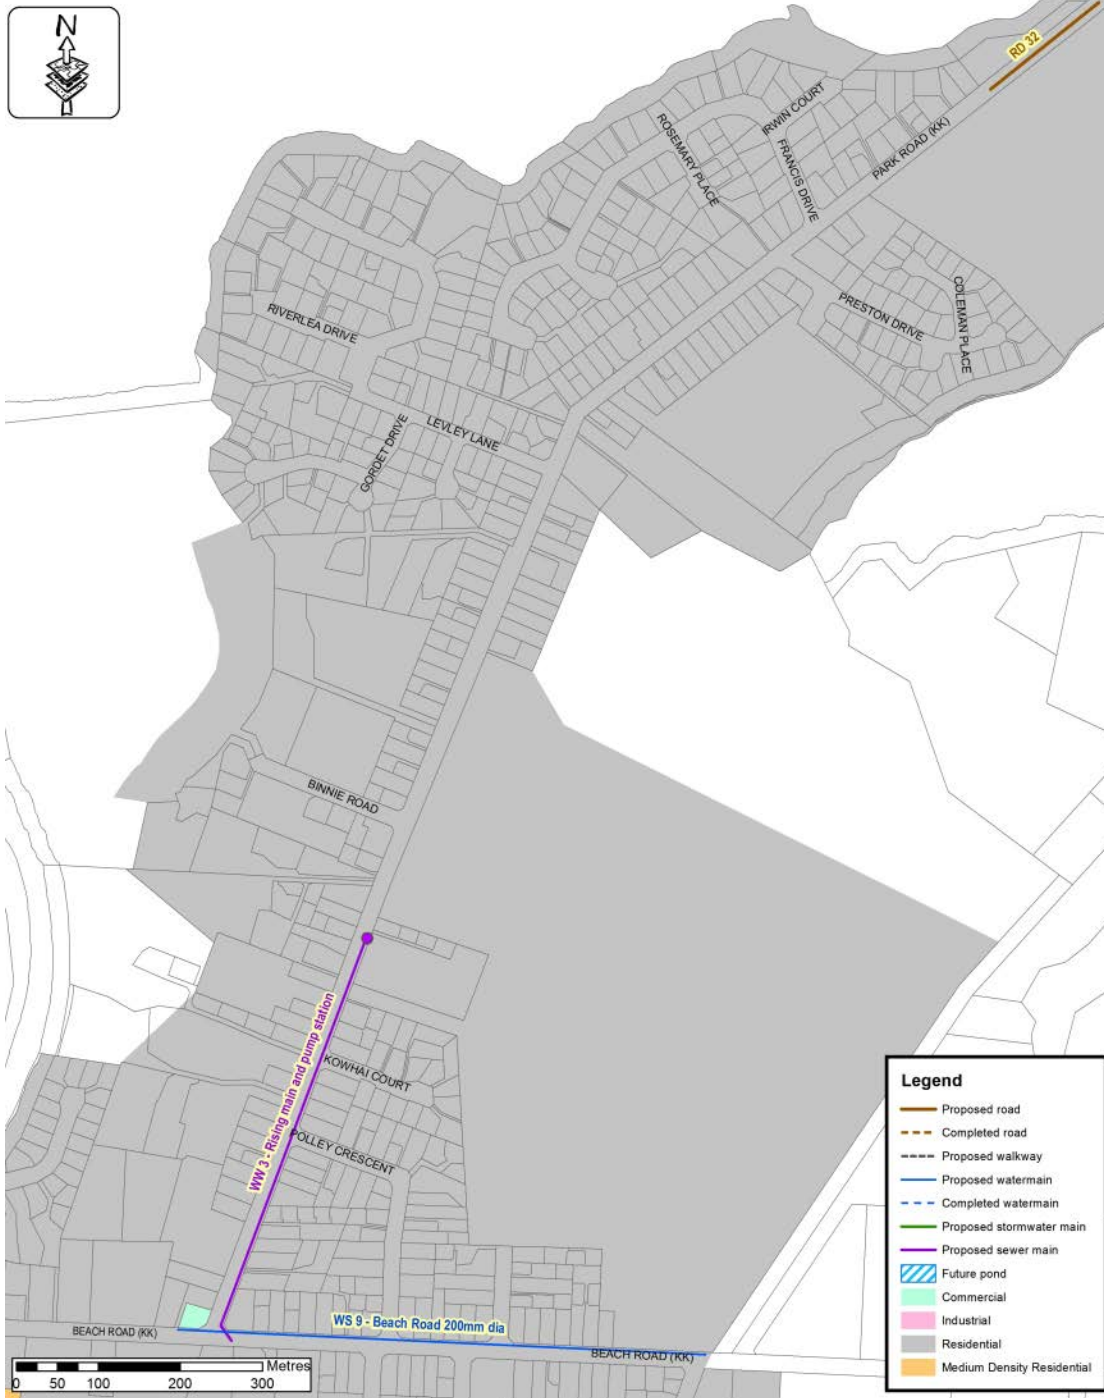 N
RD 32
IRWIN COURT
ROSEMARY PLACE
FRANCIS DRIVE
PARK ROAD (KK)
COLEMAN PLACE
PRESTON DRIVE
RIVERLEA DRIVE
LEVLEY LANE
GORDET DRIVE
BINNIE ROAD
WW 3 - Rising main and pump station
KOWHAI COURT
POLLEY CRESCENT
WS 9 - Beach Road 200mm dia
BEACH ROAD (KK)
BEACH ROAD (KK)
Metres
0 50 100 200 300
Legend
Proposed road
Completed road
Proposed walkway
Proposed watermain
Completed watermain
Proposed stormwater main
Proposed sewer main
Future pond
Commercial
Industrial
Residential
Medium Density Residential